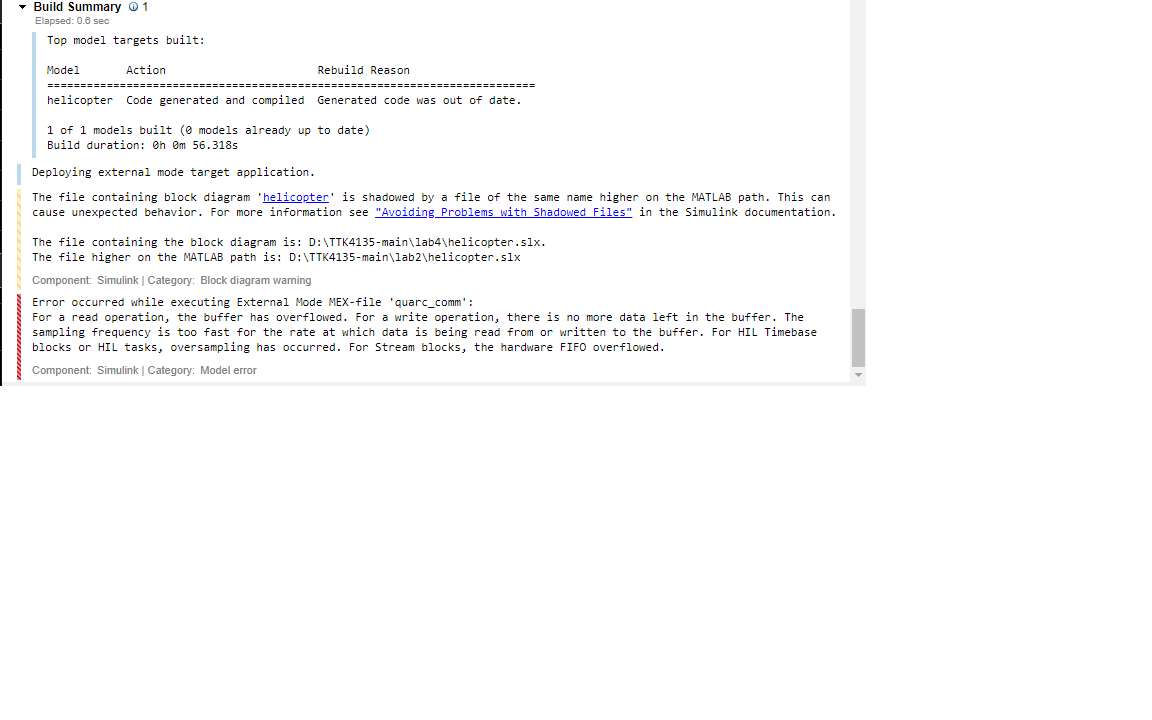 Build Summary 1
Elapsed: 0.6 sec
Top model targets built:
Model Action Rebuild Reason
==========================================================================
helicopter Code generated and compiled Generated code was out of date.
1 of 1 models built (0 models already up to date)
Build duration: 0h 0m 56.318s
Deploying external mode target application.
The file containing block diagram 'helicopter' is shadowed by a file of the same name higher on the MATLAB path. This can
cause unexpected behavior. For more information see "Avoiding Problems with Shadowed Files" in the Simulink documentation.
The file containing the block diagram is: D:\TTK4135-main\lab4\helicopter.slx.
The file higher on the MATLAB path is: D:\TTK4135-main\lab2\helicopter.slx
Component: Simulink | Category: Block diagram warning
Error occurred while executing External Mode MEX-file 'quarc_comm':
For a read operation, the buffer has overflowed. For a write operation, there is no more data left in the buffer. The
sampling frequency is too fast for the rate at which data is being read from or written to the buffer. For HIL Timebase
blocks or HIL tasks, oversampling has occurred. For Stream blocks, the hardware FIFO overflowed.
Component: Simulink | Category: Model error